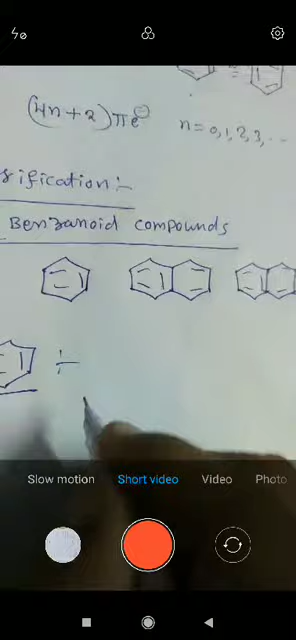 (4n+2)πe⊖ n=0,1,2,3,...
sification:-
Benzanoid compounds
Slow motion Short video Video Photo